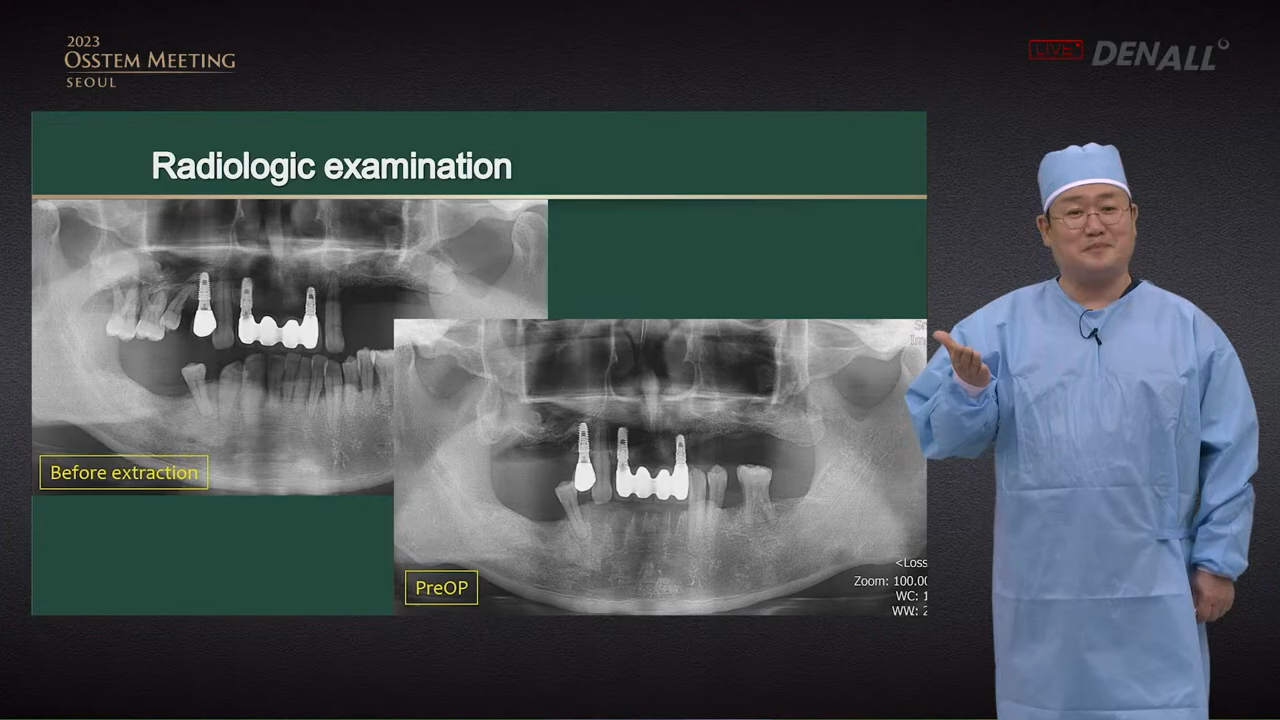 2023
OSSTEM MEETING
SEOUL
LIVE
DENALL
Radiologic examination
Before extraction
PreOP
<Loss
Zoom: 100.00
WC: 1
WW: 2